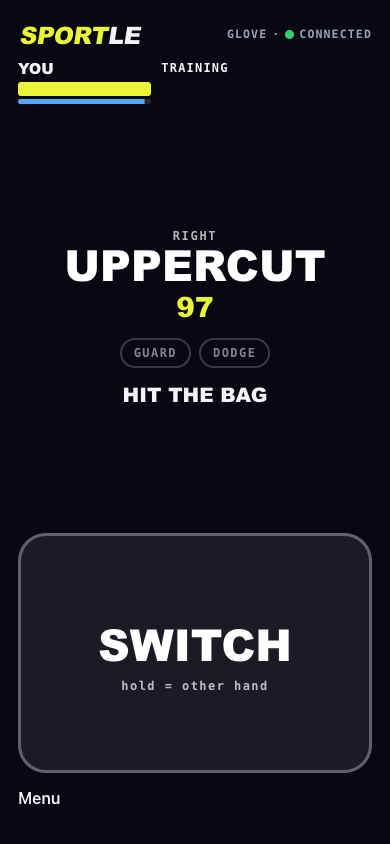 SPORTLE
GLOVE · CONNECTED
YOU
TRAINING
RIGHT
UPPERCUT
97
GUARD
DODGE
HIT THE BAG
SWITCH
hold = other hand
Menu